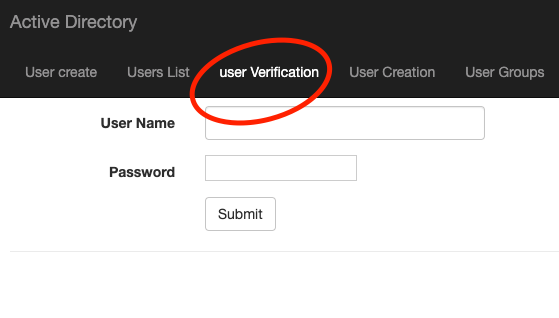 Active Directory
User create Users List user Verification User Creation User Groups
User Name
Password
Submit